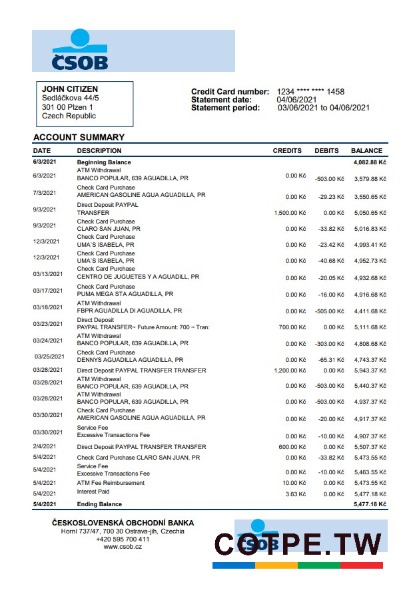 ČSOB
JOHN CITIZEN
Sedláčkova 44/5
301 00 Plzen 1
Czech Republic
Credit Card number: 1234 **** **** 1458
Statement date: 04/06/2021
Statement period: 03/06/2021 to 04/06/2021
ACCOUNT SUMMARY
DATE DESCRIPTION CREDITS DEBITS BALANCE
6/3/2021 Beginning Balance 4,082.88 Kč
ATM Withdrawal
6/3/2021 BANCO POPULAR, 639 AGUADILLA, PR 0.00 Kč -503.00 Kč 3,579.88 Kč
Check Card Purchase
7/3/2021 AMERICAN GASOLINE AQUA AGUADILLA, PR 0.00 Kč -29.23 Kč 3,550.65 Kč
Direct Deposit PAYPAL
9/3/2021 TRANSFER 1,500.00 Kč 0.00 Kč 5,050.65 Kč
Check Card Purchase
9/3/2021 CLARO SAN JUAN, PR 0.00 Kč -33.82 Kč 5,016.83 Kč
Check Card Purchase
12/3/2021 UMA'S ISABELA, PR 0.00 Kč -23.42 Kč 4,993.41 Kč
Check Card Purchase
12/3/2021 UMA'S ISABELA, PR 0.00 Kč -40.68 Kč 4,952.73 Kč
Check Card Purchase
03/13/2021 CENTRO DE JUGUETES Y A AGUADILL, PR 0.00 Kč -20.05 Kč 4,932.68 Kč
Check Card Purchase
03/17/2021 PUMA MEGA STA AGUADILLA, PR 0.00 Kč -16.00 Kč 4,916.68 Kč
ATM Withdrawal
03/18/2021 FBPR AGUADILLA DI AGUADILLA, PR 0.00 Kč -505.00 Kč 4,411.68 Kč
Direct Deposit
03/23/2021 PAYPAL TRANSFER~ Future Amount: 700 ~ Tran: 700.00 Kč 0.00 Kč 5,111.68 Kč
ATM Withdrawal
03/24/2021 BANCO POPULAR, 639 AGUADILLA, PR 0.00 Kč -303.00 Kč 4,808.68 Kč
Check Card Purchase
03/25/2021 DENNYS AGUADILLA AGUADILLA, PR 0.00 Kč -65.31 Kč 4,743.37 Kč
03/28/2021 Direct Deposit PAYPAL TRANSFER TRANSFER 1,200.00 Kč 0.00 Kč 5,943.37 Kč
ATM Withdrawal
03/28/2021 BANCO POPULAR, 639 AGUADILLA, PR 0.00 Kč -503.00 Kč 5,440.37 Kč
ATM Withdrawal
03/28/2021 BANCO POPULAR, 639 AGUADILLA, PR 0.00 Kč -503.00 Kč 4,937.37 Kč
Check Card Purchase
03/30/2021 AMERICAN GASOLINE AQUA AGUADILLA, PR 0.00 Kč -20.00 Kč 4,917.37 Kč
Service Fee
03/30/2021 Excessive Transactions Fee 0.00 Kč -10.00 Kč 4,907.37 Kč
2/4/2021 Direct Deposit PAYPAL TRANSFER TRANSFER 600.00 Kč 0.00 Kč 5,507.37 Kč
5/4/2021 Check Card Purchase CLARO SAN JUAN, PR 0.00 Kč -33.82 Kč 5,473.55 Kč
Service Fee
5/4/2021 Excessive Transactions Fee 0.00 Kč -10.00 Kč 5,463.55 Kč
5/4/2021 ATM Fee Reimbursement 10.00 Kč 0.00 Kč 5,473.55 Kč
5/4/2021 Interest Paid 3.63 Kč 0.00 Kč 5,477.18 Kč
5/4/2021 Ending Balance 5,477.18 Kč
ČESKOSLOVENSKÁ OBCHODNÍ BANKA
Horní 737/47, 700 30 Ostrava-jih, Czechia
+420 595 700 411
www.csob.cz
ČSOB
COTPE.TW